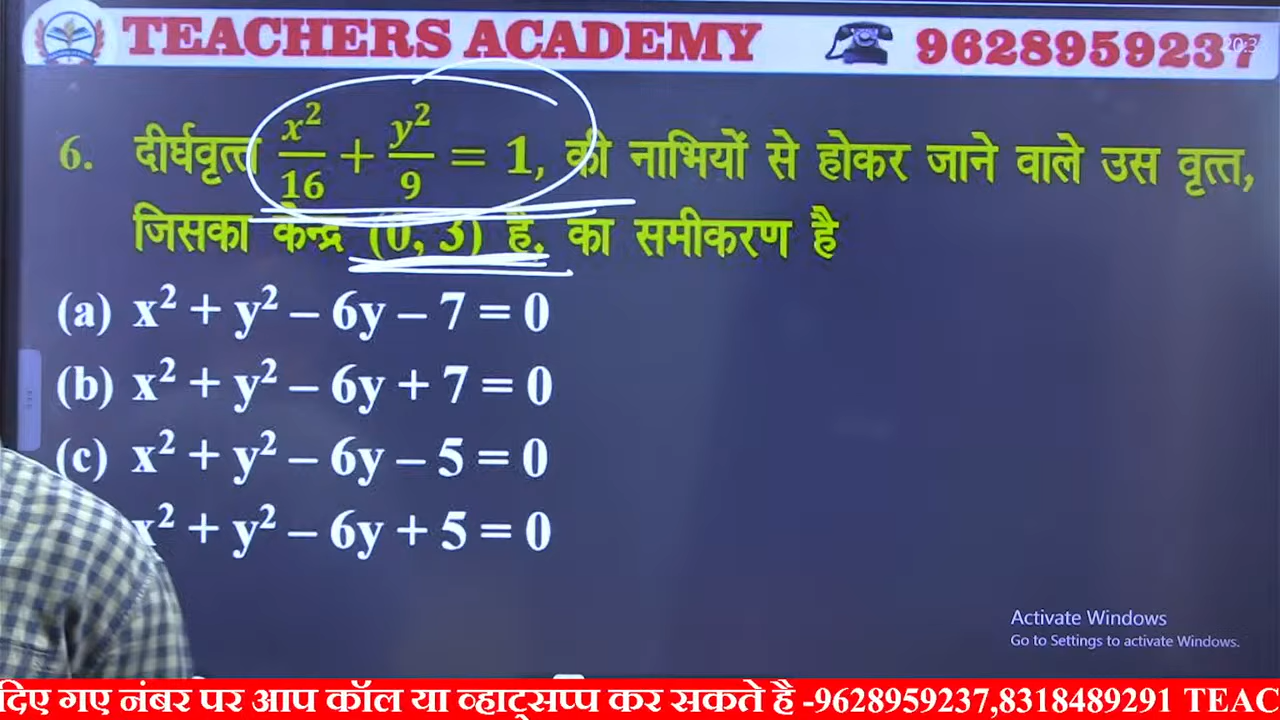 TEACHERS ACADEMY 9628959237
6. दीर्घवृत्त x²/16 + y²/9 = 1, की नाभियों से होकर जाने वाले उस वृत्त,
जिसका केन्द्र (0, 3) है, का समीकरण है
(a) x² + y² – 6y – 7 = 0
(b) x² + y² – 6y + 7 = 0
(c) x² + y² – 6y – 5 = 0
x² + y² – 6y + 5 = 0
Activate Windows
Go to Settings to activate Windows.
दिए गए नंबर पर आप कॉल या व्हाट्सप्प कर सकते है -9628959237,8318489291 TEAC